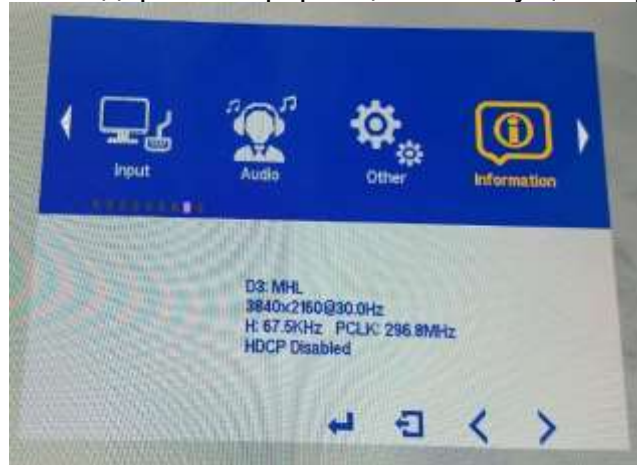 Input
Audio
Other
Information
D3: MHL
3840x2160@30.0Hz
H: 67.5KHz PCLK: 296.8MHz
HDCP Disabled